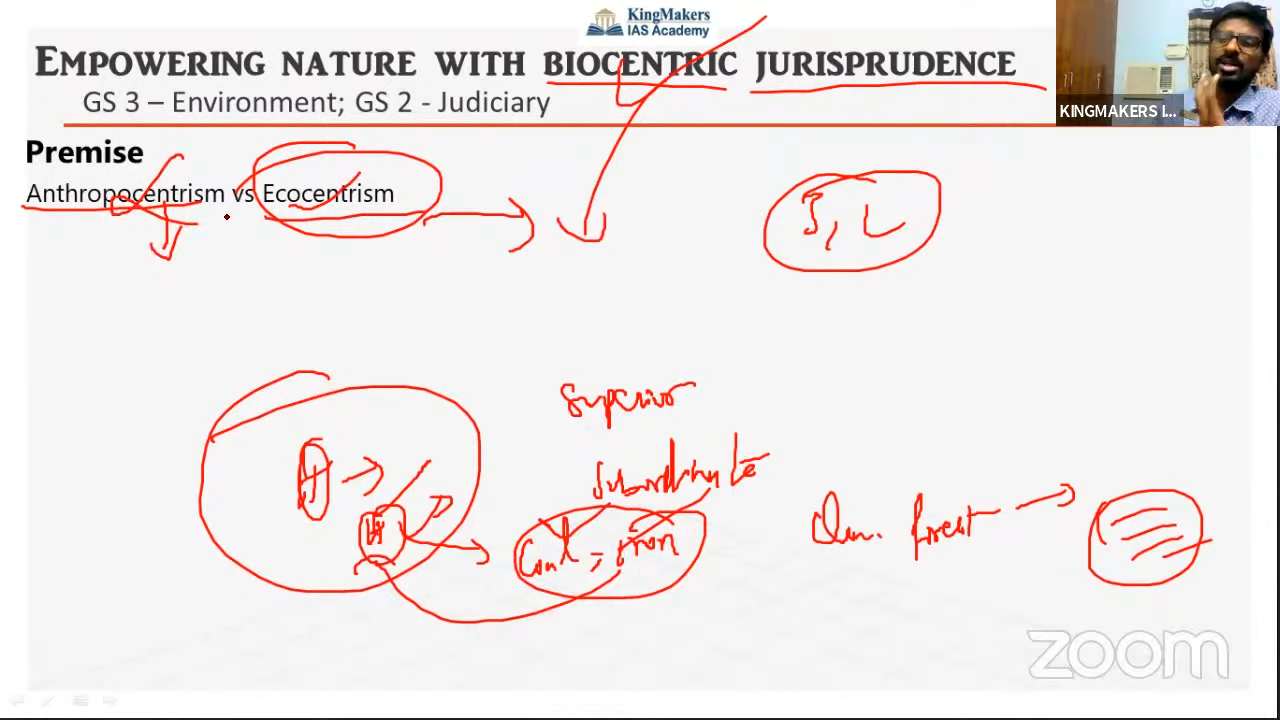 KingMakers
IAS Academy
EMPOWERING NATURE WITH BIOCENTRIC JURISPRUDENCE
GS 3 – Environment; GS 2 - Judiciary
KINGMAKERS I...
Premise
Anthropocentrism vs Ecocentrism
J, L
Superior
Subordinate
H
forest
zoom